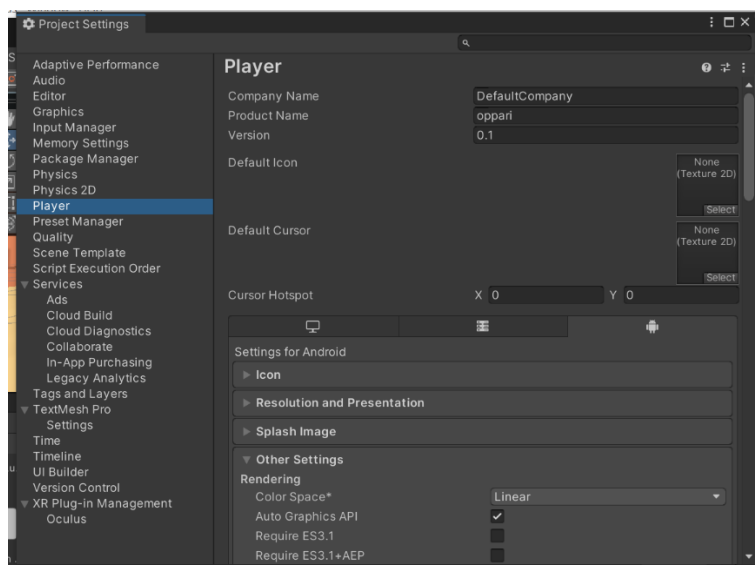 Project Settings
Adaptive Performance
Audio
Editor
Graphics
Input Manager
Memory Settings
Package Manager
Physics
Physics 2D
Player
Preset Manager
Quality
Scene Template
Script Execution Order
Services
Ads
Cloud Build
Cloud Diagnostics
Collaborate
In-App Purchasing
Legacy Analytics
Tags and Layers
TextMesh Pro
Settings
Time
Timeline
UI Builder
Version Control
XR Plug-in Management
Oculus
Player
Company Name DefaultCompany
Product Name oppari
Version 0.1
Default Icon
None
(Texture 2D)
Select
Default Cursor
None
(Texture 2D)
Select
Cursor Hotspot X 0 Y 0
Settings for Android
Icon
Resolution and Presentation
Splash Image
Other Settings
Rendering
Color Space* Linear
Auto Graphics API
Require ES3.1
Require ES3.1+AEP